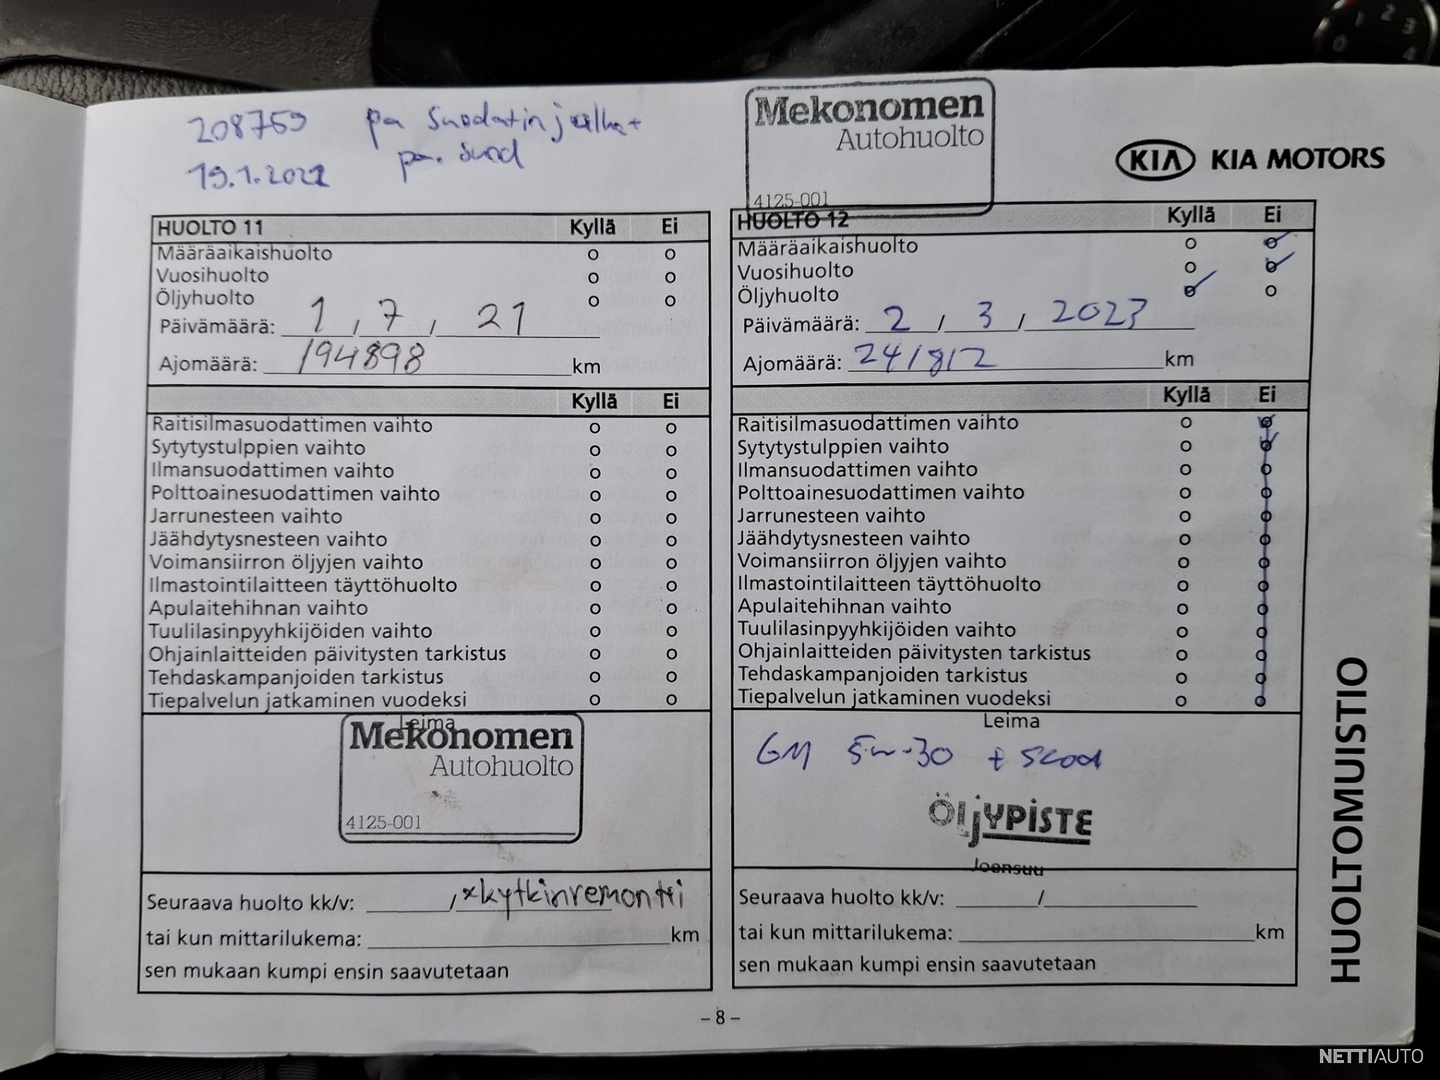 208759 pa suodatin jalka+
19.1.2022 pa. suod
Mekonomen
Autohuolto
4125-001
KIA KIA MOTORS
HUOLTO 11 Kyllä Ei
Määräaikaishuolto o o
Vuosihuolto o o
Öljyhuolto o o
Päivämäärä: 1 / 7 / 21
Ajomäärä: 194898 km
Kyllä Ei
Raitisilmasuodattimen vaihto o o
Sytytystulppien vaihto o o
Ilmansuodattimen vaihto o o
Polttoainesuodattimen vaihto o o
Jarrunesteen vaihto o o
Jäähdytysnesteen vaihto o o
Voimansiirron öljyjen vaihto o o
Ilmastointilaitteen täyttöhuolto o o
Apulaitehihnan vaihto o o
Tuulilasinpyyhkijöiden vaihto o o
Ohjainlaitteiden päivitysten tarkistus o o
Tehdaskampanjoiden tarkistus o o
Tiepalvelun jatkaminen vuodeksi o o
Leima
Mekonomen
Autohuolto
4125-001
Seuraava huolto kk/v: / xkytkinremontti
tai kun mittarilukema: km
sen mukaan kumpi ensin saavutetaan
HUOLTO 12 Kyllä Ei
Määräaikaishuolto o o
Vuosihuolto o o
Öljyhuolto o o
Päivämäärä: 2 / 3 / 2023
Ajomäärä: 241812 km
Kyllä Ei
Raitisilmasuodattimen vaihto o o
Sytytystulppien vaihto o o
Ilmansuodattimen vaihto o o
Polttoainesuodattimen vaihto o o
Jarrunesteen vaihto o o
Jäähdytysnesteen vaihto o o
Voimansiirron öljyjen vaihto o o
Ilmastointilaitteen täyttöhuolto o o
Apulaitehihnan vaihto o o
Tuulilasinpyyhkijöiden vaihto o o
Ohjainlaitteiden päivitysten tarkistus o o
Tehdaskampanjoiden tarkistus o o
Tiepalvelun jatkaminen vuodeksi o o
Leima
GM 5w-30 + suod
ÖljYPiSTE
Joensuu
Seuraava huolto kk/v: /
tai kun mittarilukema: km
sen mukaan kumpi ensin saavutetaan
HUOLTOMUISTIO
– 8 –
NETTIAUTO